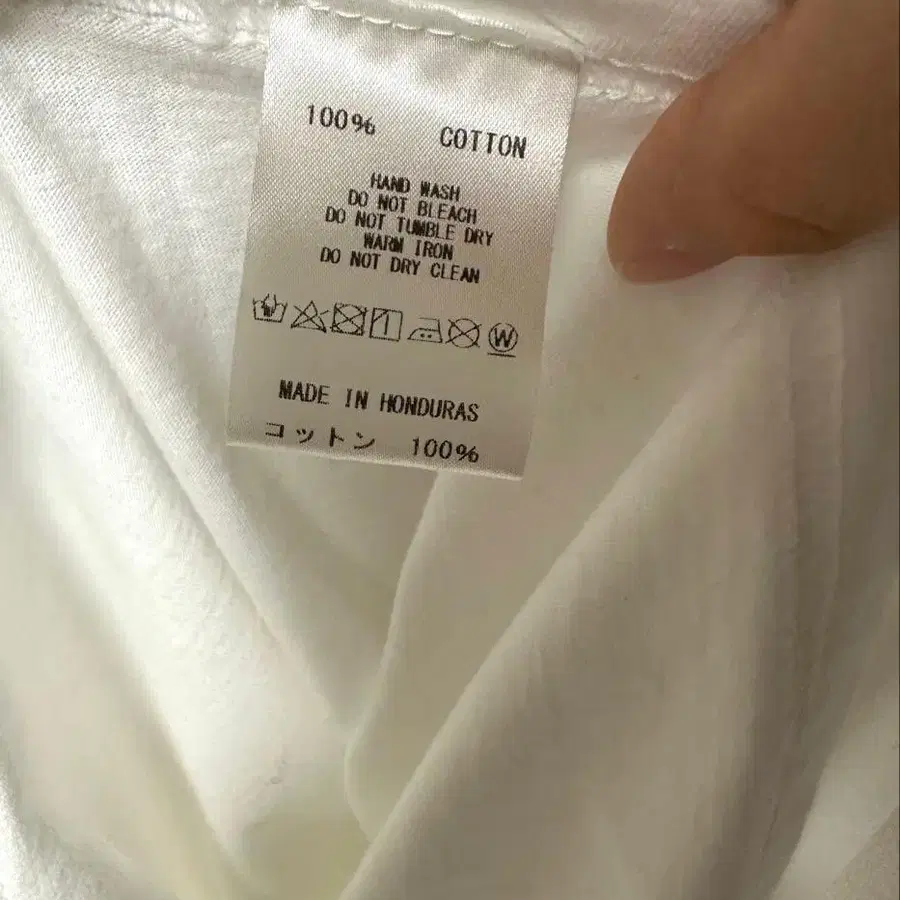 100% COTTON
HAND WASH
DO NOT BLEACH
DO NOT TUMBLE DRY
WARM IRON
DO NOT DRY CLEAN
W
MADE IN HONDURAS
コットン 100%